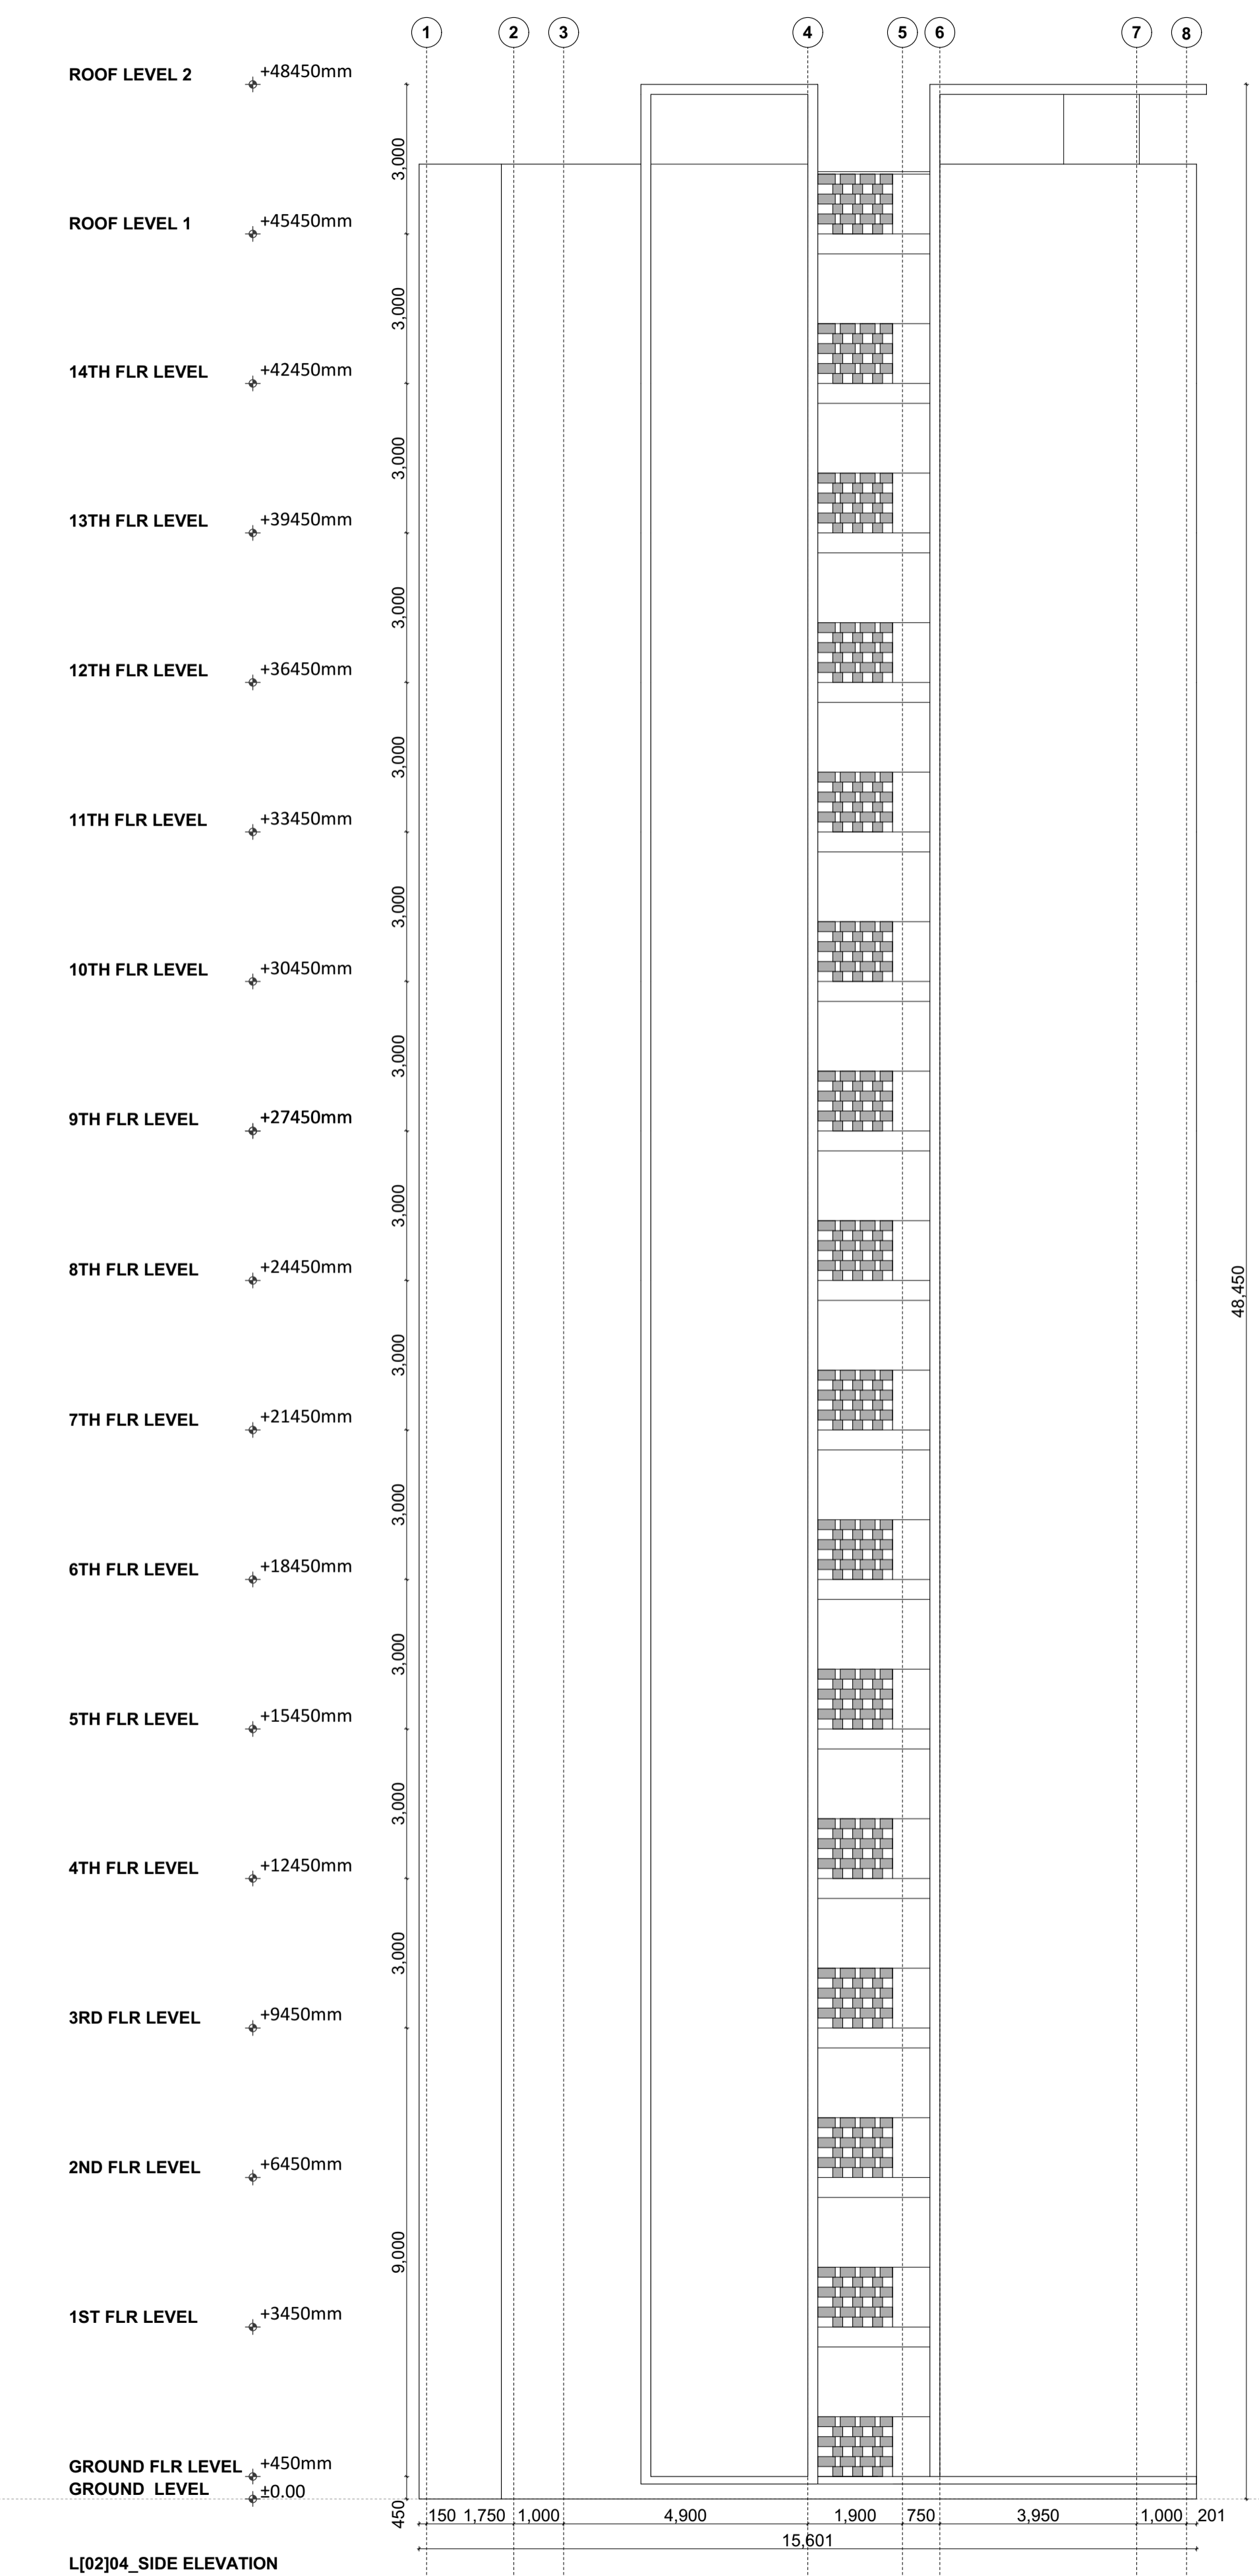 1 2 3 4 5 6 7 8
ROOF LEVEL 2 +48450mm
3,000
ROOF LEVEL 1 +45450mm
3,000
14TH FLR LEVEL +42450mm
3,000
13TH FLR LEVEL +39450mm
3,000
12TH FLR LEVEL +36450mm
3,000
11TH FLR LEVEL +33450mm
3,000
10TH FLR LEVEL +30450mm
3,000
9TH FLR LEVEL +27450mm
3,000
8TH FLR LEVEL +24450mm
48,450
3,000
7TH FLR LEVEL +21450mm
3,000
6TH FLR LEVEL +18450mm
3,000
5TH FLR LEVEL +15450mm
3,000
4TH FLR LEVEL +12450mm
3,000
3RD FLR LEVEL +9450mm
2ND FLR LEVEL +6450mm
9,000
1ST FLR LEVEL +3450mm
GROUND FLR LEVEL +450mm
GROUND LEVEL ±0.00
450
150 1,750 1,000 4,900 1,900 750 3,950 1,000 201
15,601
L[02]04_SIDE ELEVATION